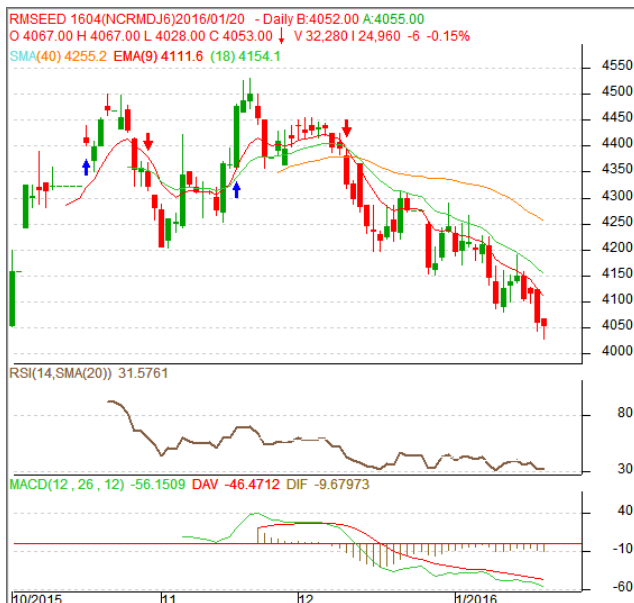 RMSEED 1604(NCRMDJ6)2016/01/20 - Daily B:4052.00 A:4055.00
O 4067.00 H 4067.00 L 4028.00 C 4053.00 ↓ V 32,280 I 24,960 -6 -0.15%
SMA(40) 4255.2 EMA(9) 4111.6 (18) 4154.1
4550
4500
4450
4400
4350
4300
4250
4200
4150
4100
4050
4000
RSI(14,SMA(20)) 31.5761
80
30
MACD(12 , 26 , 12) -56.1509 DAV -46.4712 DIF -9.67973
40
-10
-60
10/2015 11 12 1/2016